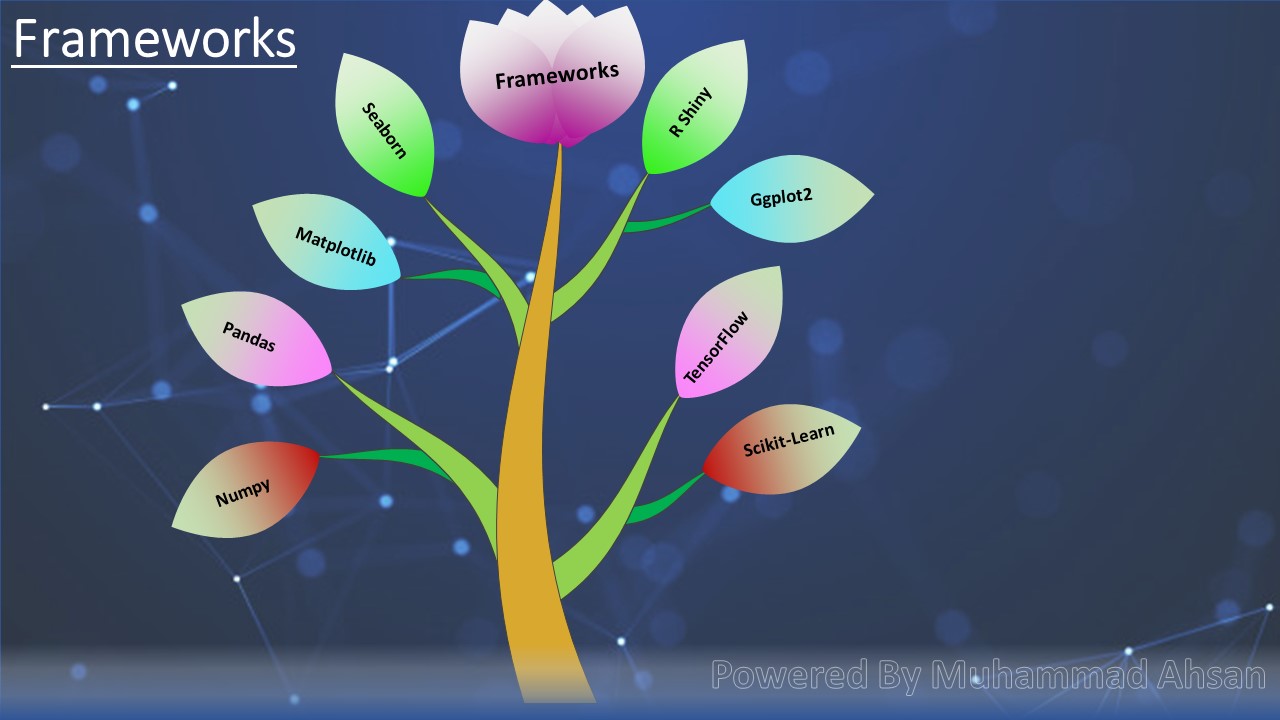 Frameworks
Frameworks
Seaborn
R Shiny
Matplotlib
Ggplot2
Pandas
TensorFlow
Numpy
Scikit-Learn
Powered By Muhammad Ahsan